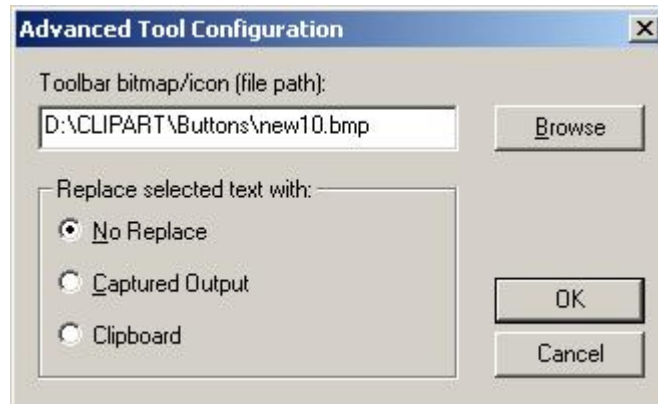 Advanced Tool Configuration
Toolbar bitmap/icon (file path):
D:\CLIPART\Buttons\new10.bmp
Browse
Replace selected text with:
No Replace
Captured Output
Clipboard
OK
Cancel